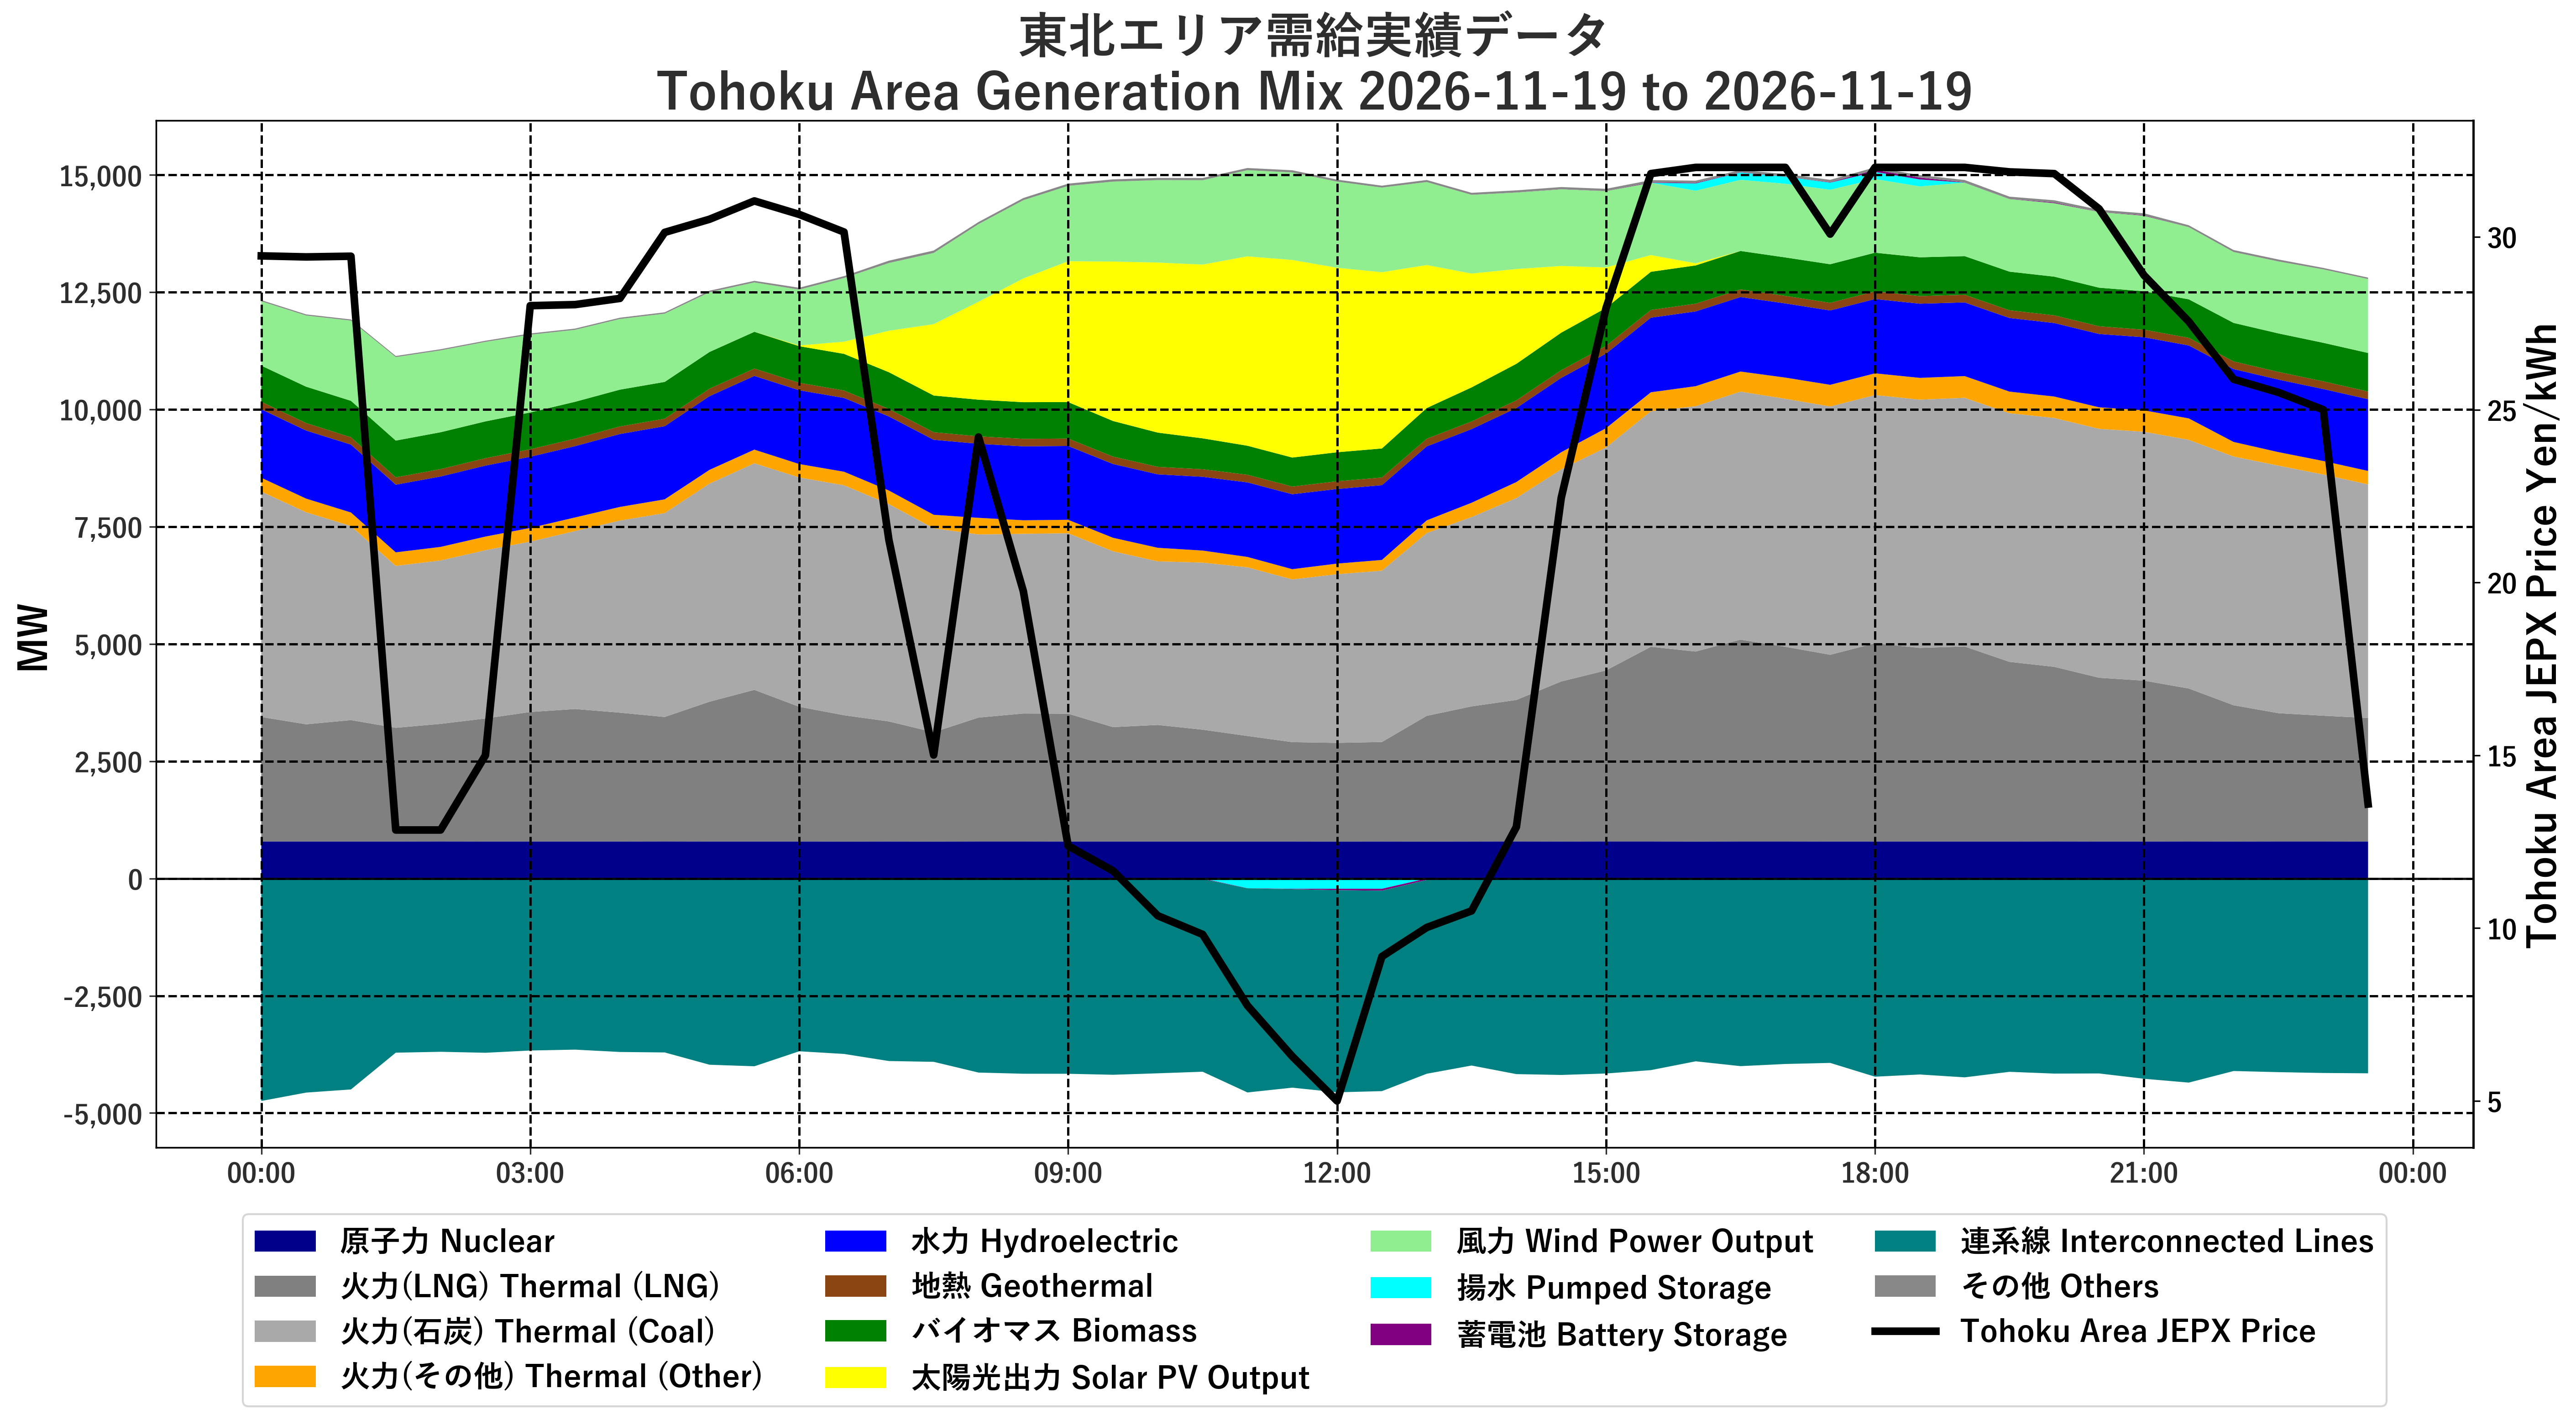 東北エリア需給実績データ
Tohoku Area Generation Mix 2026-11-19 to 2026-11-19
MW
15,000
12,500
10,000
7,500
5,000
2,500
0
-2,500
-5,000
30
25
20
15
10
5
Tohoku Area JEPX Price Yen/kWh
00:00 03:00 06:00 09:00 12:00 15:00 18:00 21:00 00:00
原子力 Nuclear
火力(LNG) Thermal (LNG)
火力(石炭) Thermal (Coal)
火力(その他) Thermal (Other)
水力 Hydroelectric
地熱 Geothermal
バイオマス Biomass
太陽光出力 Solar PV Output
風力 Wind Power Output
揚水 Pumped Storage
蓄電池 Battery Storage
連系線 Interconnected Lines
その他 Others
Tohoku Area JEPX Price